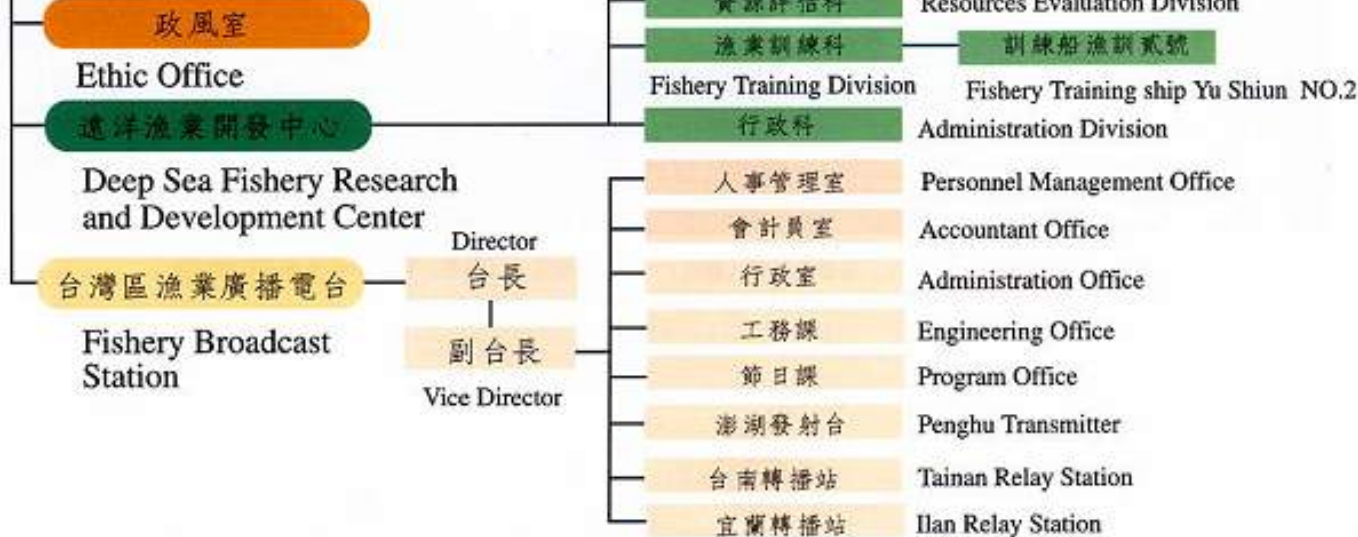 政風室
Ethic Office
遠洋漁業開發中心
Deep Sea Fishery Research
and Development Center
台灣區漁業廣播電台
Fishery Broadcast
Station
Director
台長
副台長
Vice Director
資源評估科
Resources Evaluation Division
漁業訓練科
Fishery Training Division
訓練船漁訓貳號
Fishery Training ship Yu Shiun NO.2
行政科
Administration Division
人事管理室
Personnel Management Office
會計員室
Accountant Office
行政室
Administration Office
工務課
Engineering Office
節目課
Program Office
澎湖發射台
Penghu Transmitter
台南轉播站
Tainan Relay Station
宜蘭轉播站
Ilan Relay Station